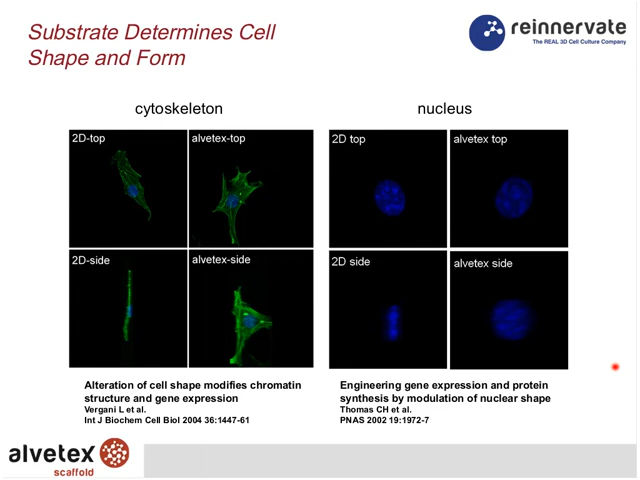 Substrate Determines Cell
Shape and Form
reinnervate
The REAL 3D Cell Culture Company
cytoskeleton
nucleus
2D-top
alvetex-top
2D top
alvetex top
2D-side
alvetex-side
2D side
alvetex side
Alteration of cell shape modifies chromatin
structure and gene expression
Vergani L et al.
Int J Biochem Cell Biol 2004 36:1447-61
Engineering gene expression and protein
synthesis by modulation of nuclear shape
Thomas CH et al.
PNAS 2002 19:1972-7
alvetex
scaffold